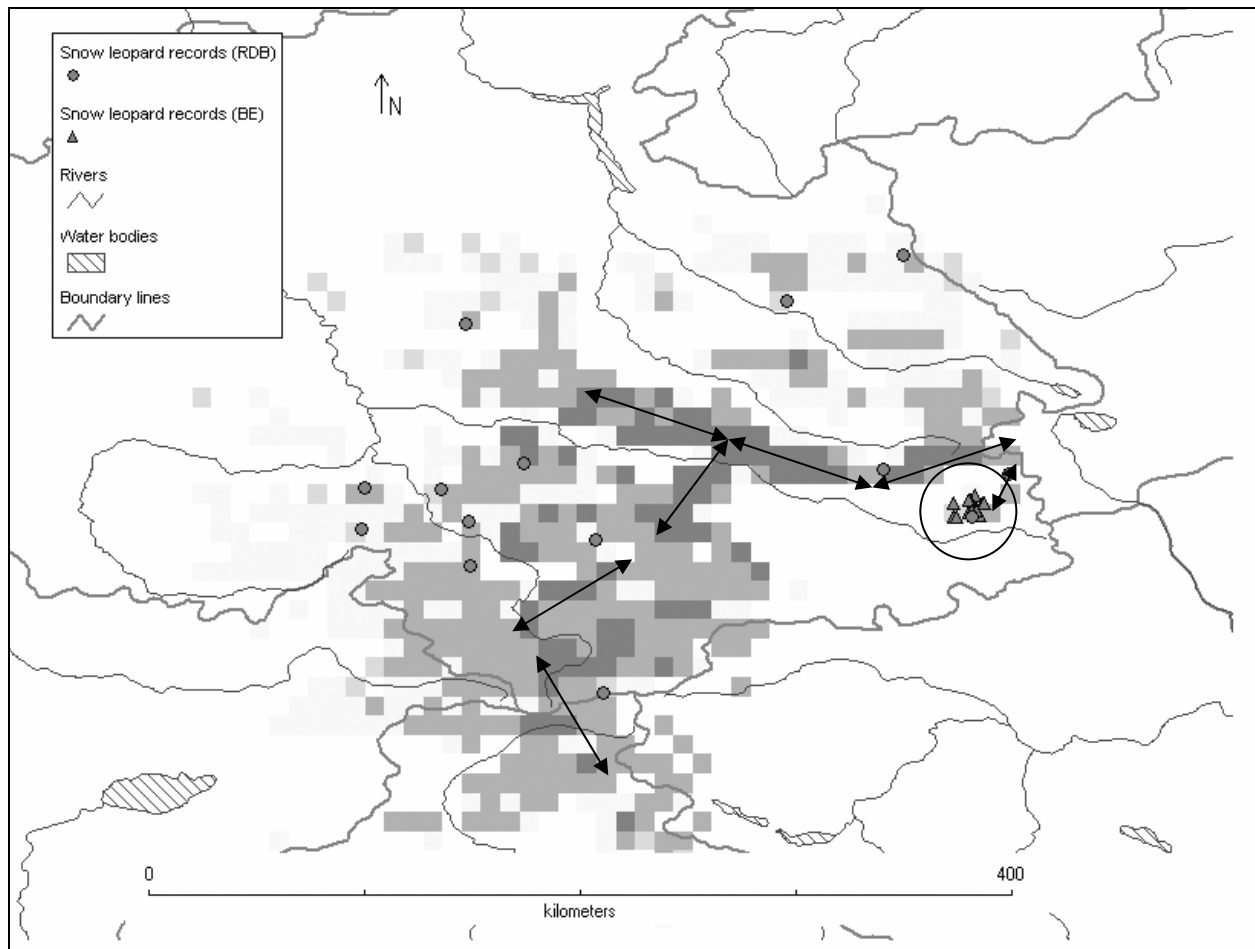 Snow leopard records (RDB)
Snow leopard records (BE)
Rivers
Water bodies
Boundary lines
N
0 400
kilometers